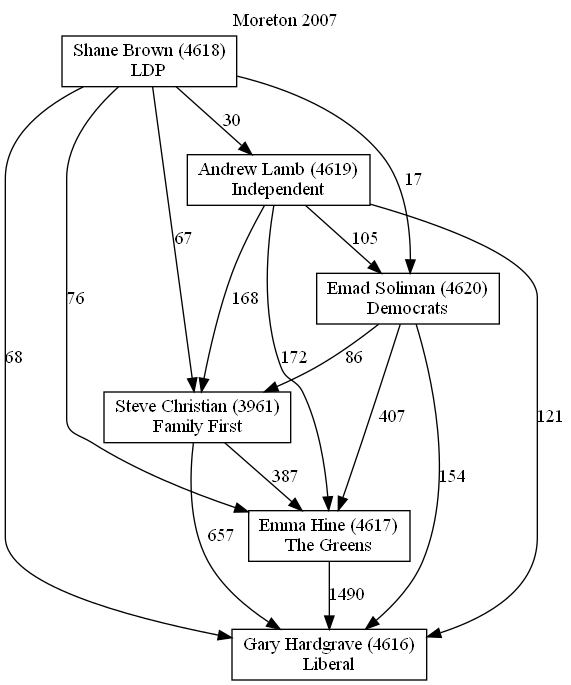 Moreton 2007
Shane Brown (4618)
LDP
30
Andrew Lamb (4619)
Independent
17
67
105
Emad Soliman (4620)
Democrats
76
168
68
172
86
Steve Christian (3961)
Family First
407
121
387
154
Emma Hine (4617)
The Greens
657
1490
Gary Hardgrave (4616)
Liberal